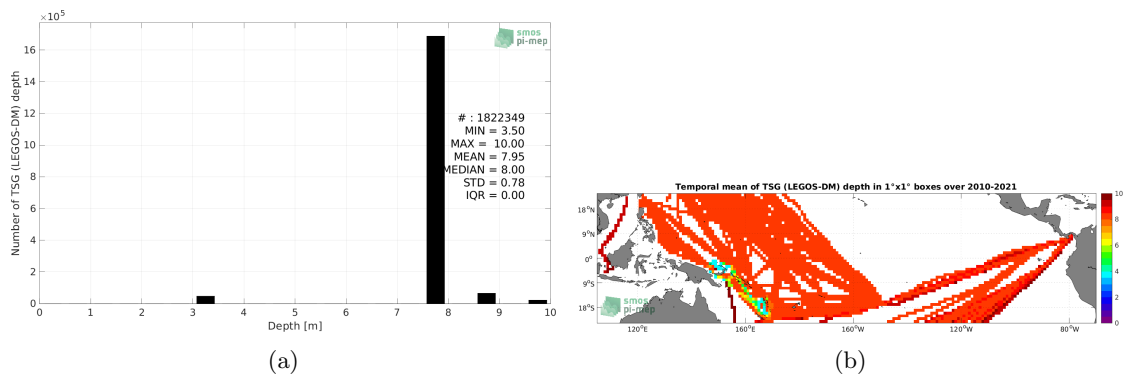 ×10⁵
16
14
12
10
8
6
4
2
0
Number of TSG (LEGOS-DM) depth
smos
pi-mep
# : 1822349
MIN = 3.50
MAX = 10.00
MEAN = 7.95
MEDIAN = 8.00
STD = 0.78
IQR = 0.00
0 1 2 3 4 5 6 7 8 9 10
Depth [m]
(a)
Temporal mean of TSG (LEGOS-DM) depth in 1°x1° boxes over 2010-2021
18°N
9°N
0°
9°S
18°S
smos
pi-mep
120°E 160°E 160°W 120°W 80°W
10
8
6
4
2
0
(b)